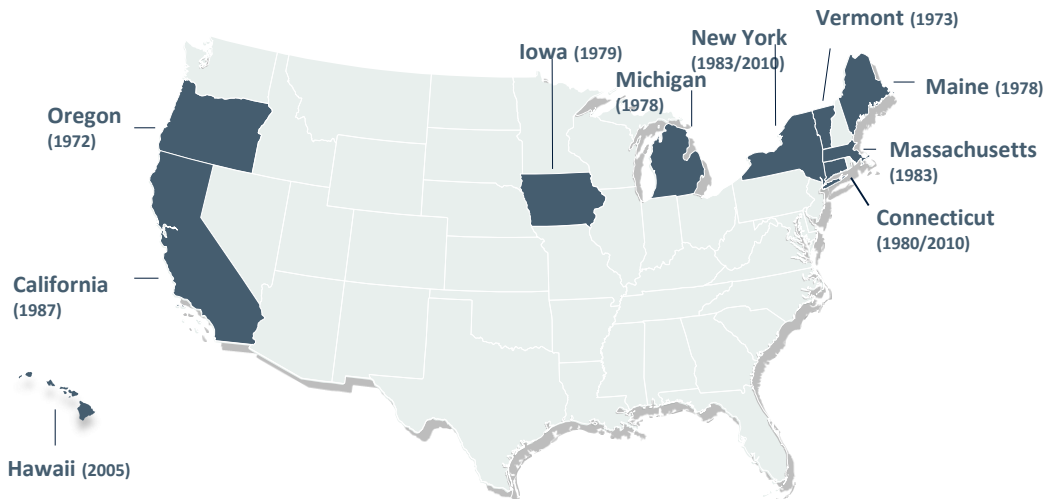 Vermont (1973)
Iowa (1979)
New York
(1983/2010)
Michigan
(1978)
Maine (1978)
Oregon
(1972)
Massachusetts
(1983)
Connecticut
(1980/2010)
California
(1987)
Hawaii (2005)